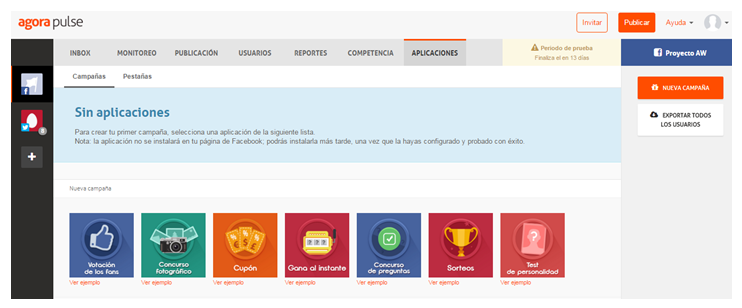 agora pulse
Invitar
Publicar
Ayuda
INBOX
MONITOREO
PUBLICACIÓN
USUARIOS
REPORTES
COMPETENCIA
APLICACIONES
Periodo de prueba
Finaliza el en 13 días
Proyecto AW
Campañas
Pestañas
NUEVA CAMPAÑA
EXPORTAR TODOS
LOS USUARIOS
8
Sin aplicaciones
Para crear tu primer campaña, selecciona una aplicación de la siguiente lista.
Nota: la aplicación no se instalará en tu página de Facebook; podrás instalarla más tarde, una vez que la hayas configurado y probado con éxito.
Nueva campaña
Votación
de los fans
Ver ejemplo
Concurso
fotográfico
Ver ejemplo
Cupón
Ver ejemplo
Gana al instante
Ver ejemplo
Concurso
de preguntas
Ver ejemplo
Sorteos
Ver ejemplo
Test
de personalidad
Ver ejemplo